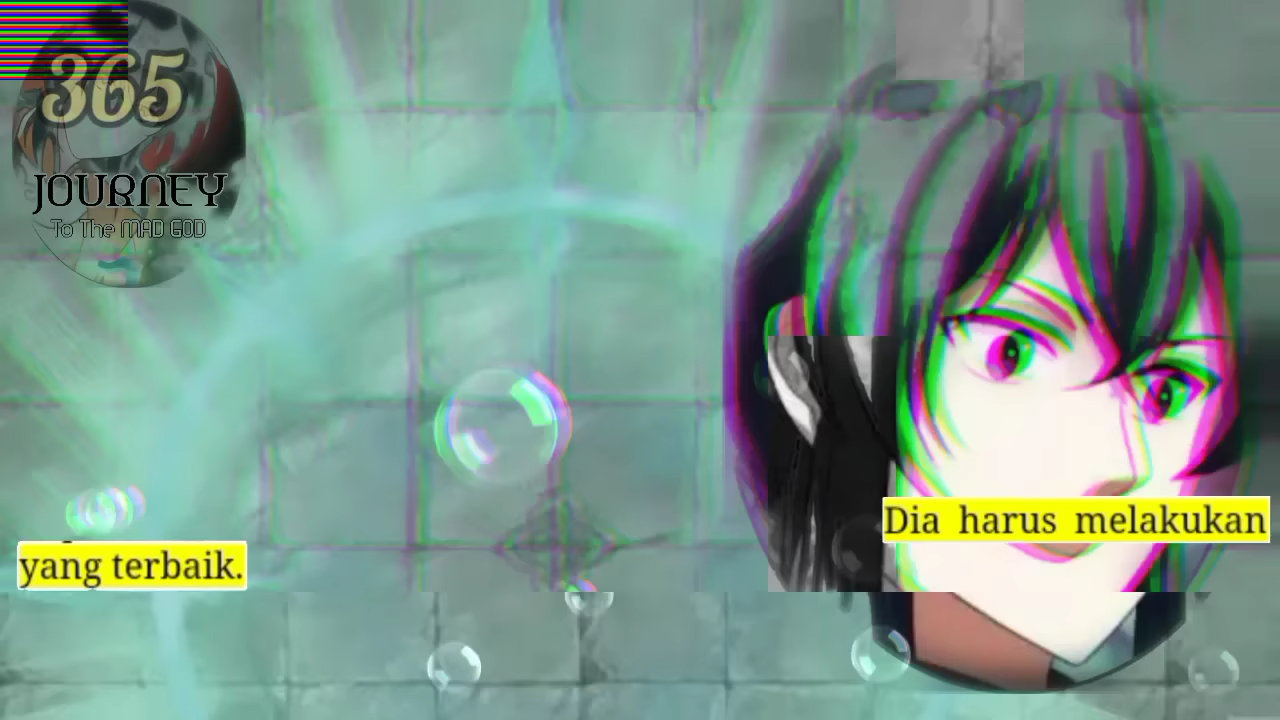 365
JOURNEY
To The MAD GOD
Dia harus melakukan
yang terbaik.